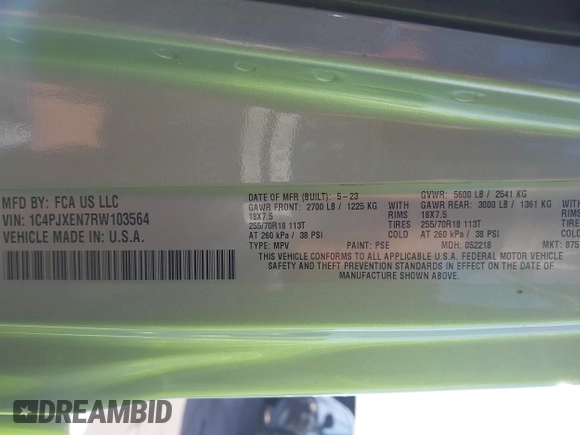 MFD BY: FCA US LLC
VIN: 1C4PJXEN7RW103564
VEHICLE MADE IN: U.S.A.
DATE OF MFR (BUILT): 5-23 GVWR: 5600 LB / 2541 KG
GAWR FRONT: 2700 LB / 1225 KG WITH GAWR REAR: 3000 LB / 1361 KG WITH
18X7.5 RIMS 18X7.5 RIMS
255/70R18 113T TIRES 255/70R18 113T TIRES
AT 260 kPa / 38 PSI COLD AT 260 kPa / 38 PSI COLD
TYPE: MPV PAINT: PSE MDH: 052218 MKT: 875
THIS VEHICLE CONFORMS TO ALL APPLICABLE U.S.A. FEDERAL MOTOR VEHICLE
SAFETY AND THEFT PREVENTION STANDARDS IN EFFECT ON THE DATE OF
MANUFACTURE SHOWN ABOVE.
DREAMBID